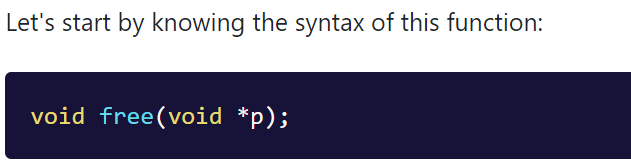 Let's start by knowing the syntax of this function:
void free(void *p);